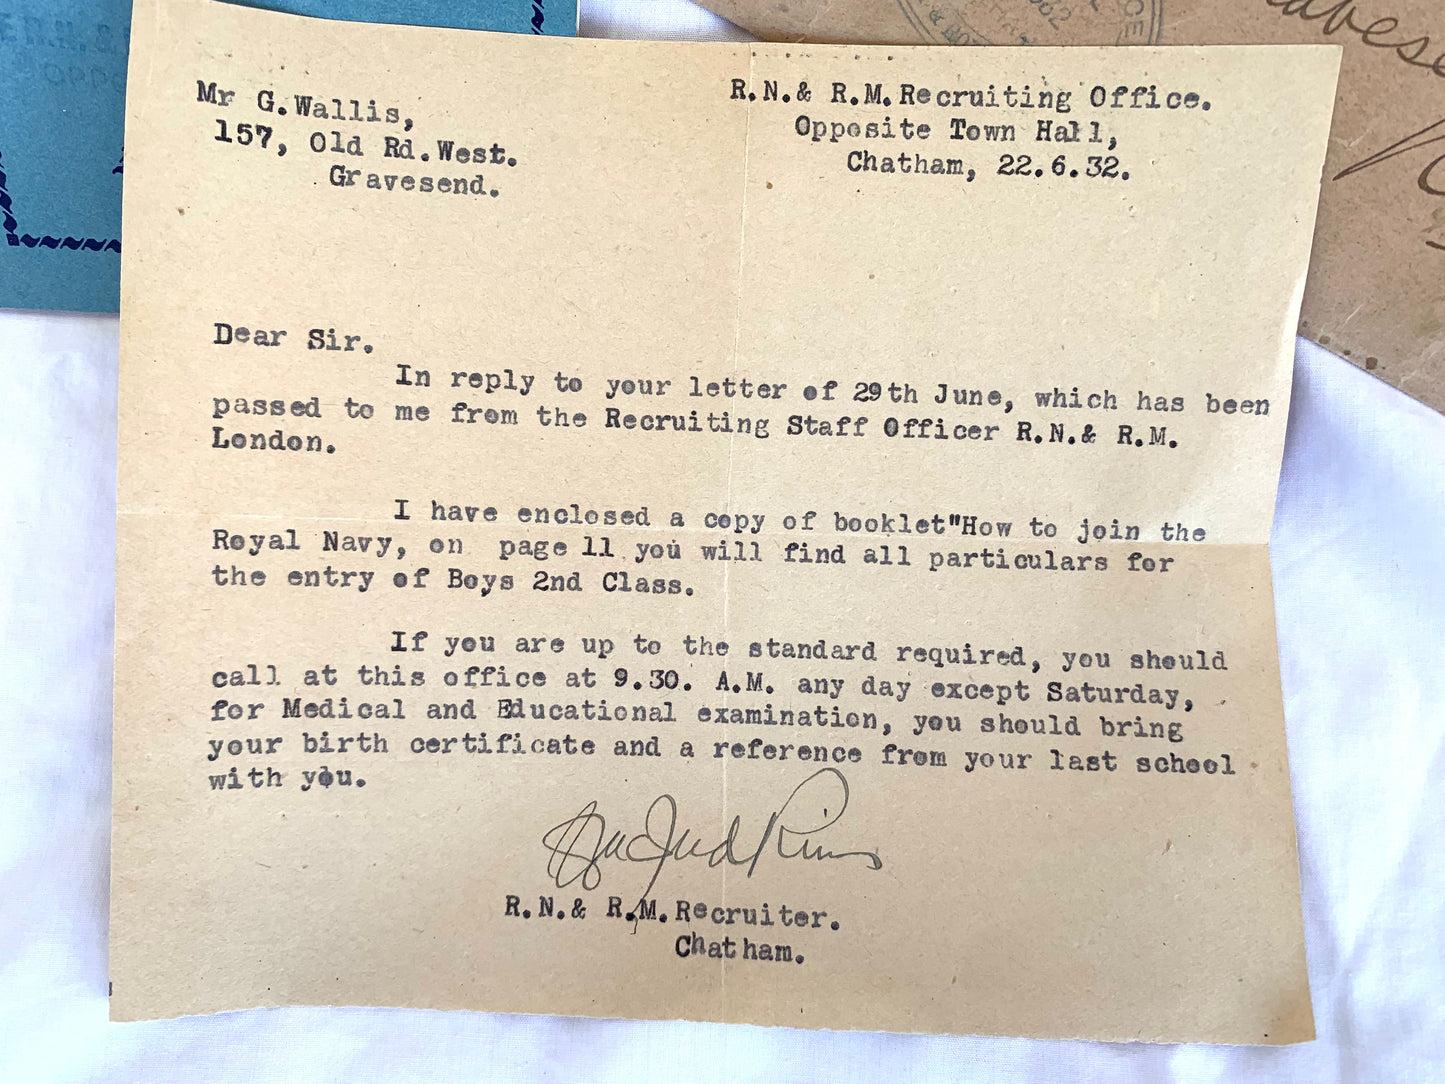 Mr G.Wallis,
157, Old Rd.West.
Gravesend.
R.N.& R.M.Recruiting Office.
Opposite Town Hall,
Chatham, 22.6.32.
Dear Sir.
In reply to your letter of 29th June, which has been
passed to me from the Recruiting Staff Officer R.N.& R.M.
London.
I have enclosed a copy of booklet"How to join the
Royal Navy, on page 11 you will find all particulars for
the entry of Boys 2nd Class.
If you are up to the standard required, you should
call at this office at 9.30. A.M. any day except Saturday,
for Medical and Educational examination, you should bring
your birth certificate and a reference from your last school
with you.
R.N.& R.M.Recruiter.
Chatham.